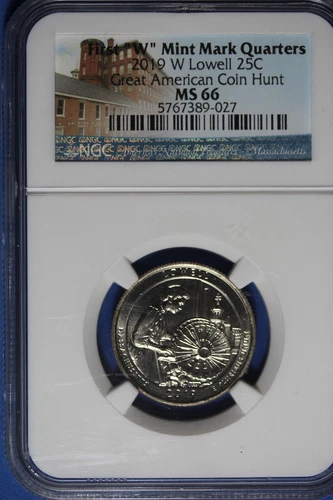 First "W" Mint Mark Quarters
2019 W Lowell 25C
Great American Coin Hunt
MS 66
5767389-027
NGC
Massachusetts
LOWELL
2019